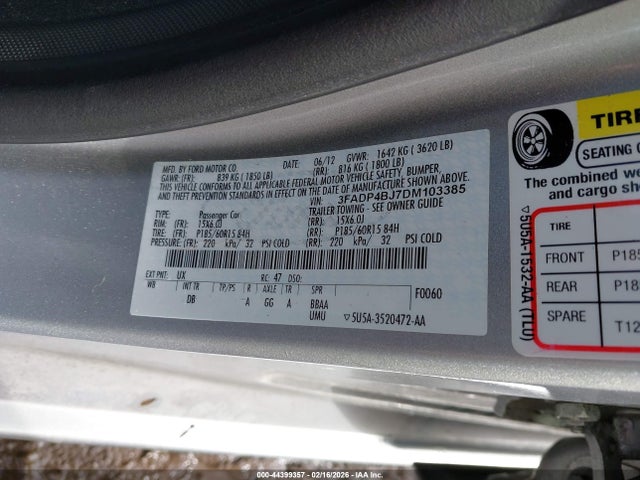 MFD. BY FORD MOTOR CO.
DATE: 06/12 GVWR: 1642 KG ( 3620 LB)
GAWR: (FR): 839 KG ( 1850 LB) (RR): 816 KG ( 1800 LB)
THIS VEHICLE CONFORMS TO ALL APPLICABLE FEDERAL MOTOR VEHICLE SAFETY, BUMPER,
AND THEFT PREVENTION STANDARDS IN EFFECT ON THE DATE OF MANUFACTURE SHOWN ABOVE.
VIN: 3FADP4BJ7DM103385
TYPE: Passenger Car TRAILER TOWING - SEE OWNER GUIDE
RIM: (FR): 15X6.0J (RR): 15X6.0J
TIRE: (FR): P185/60R15 84H (RR): P185/60R15 84H
PRESSURE: (FR): 220 kPa/ 32 PSI COLD (RR): 220 kPa/ 32 PSI COLD
EXT PNT: UX RC: 47 DSO:
WB INT TR TP/PS R AXLE TR SPR F0060
DB A GG A BBAA
UMU 5U5A-3520472-AA
TIRE
SEATING
The combined we
and cargo sh
5U5A-1532-AA (TLU)
TIRE
FRONT P185
REAR P185
SPARE T12
000-44399357 - 02/16/2026 - IAAI.COM